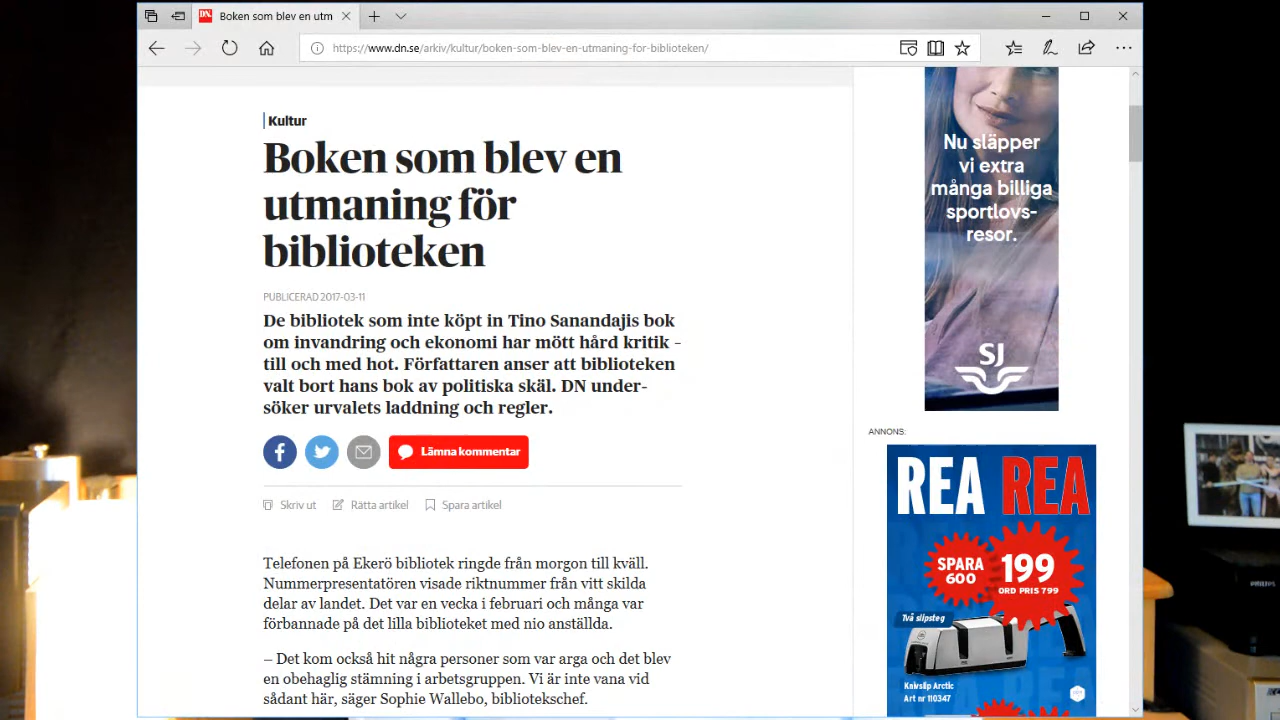 DN.
Boken som blev en utm
https://www.dn.se/arkiv/kultur/boken-som-blev-en-utmaning-for-biblioteken/
Kultur
Boken som blev en
utmaning för
biblioteken
PUBLICERAD 2017-03-11
De bibliotek som inte köpt in Tino Sanandajis bok
om invandring och ekonomi har mött hård kritik –
till och med hot. Författaren anser att biblioteken
valt bort hans bok av politiska skäl. DN under-
söker urvalets laddning och regler.
Lämna kommentar
Skriv ut
Rätta artikel
Spara artikel
Telefonen på Ekerö bibliotek ringde från morgon till kväll.
Nummerpresentatören visade riktnummer från vitt skilda
delar av landet. Det var en vecka i februari och många var
förbannade på det lilla biblioteket med nio anställda.
– Det kom också hit några personer som var arga och det blev
en obehaglig stämning i arbetsgruppen. Vi är inte vana vid
sådant här, säger Sophie Wallebo, bibliotekschef.
Nu släpper
vi extra
många billiga
sportlovs-
resor.
SJ
ANNONS:
REA REA
SPARA
600
199
ORD PRIS 799
Två slipsteg
Knivslip Arctic
Art nr 110347